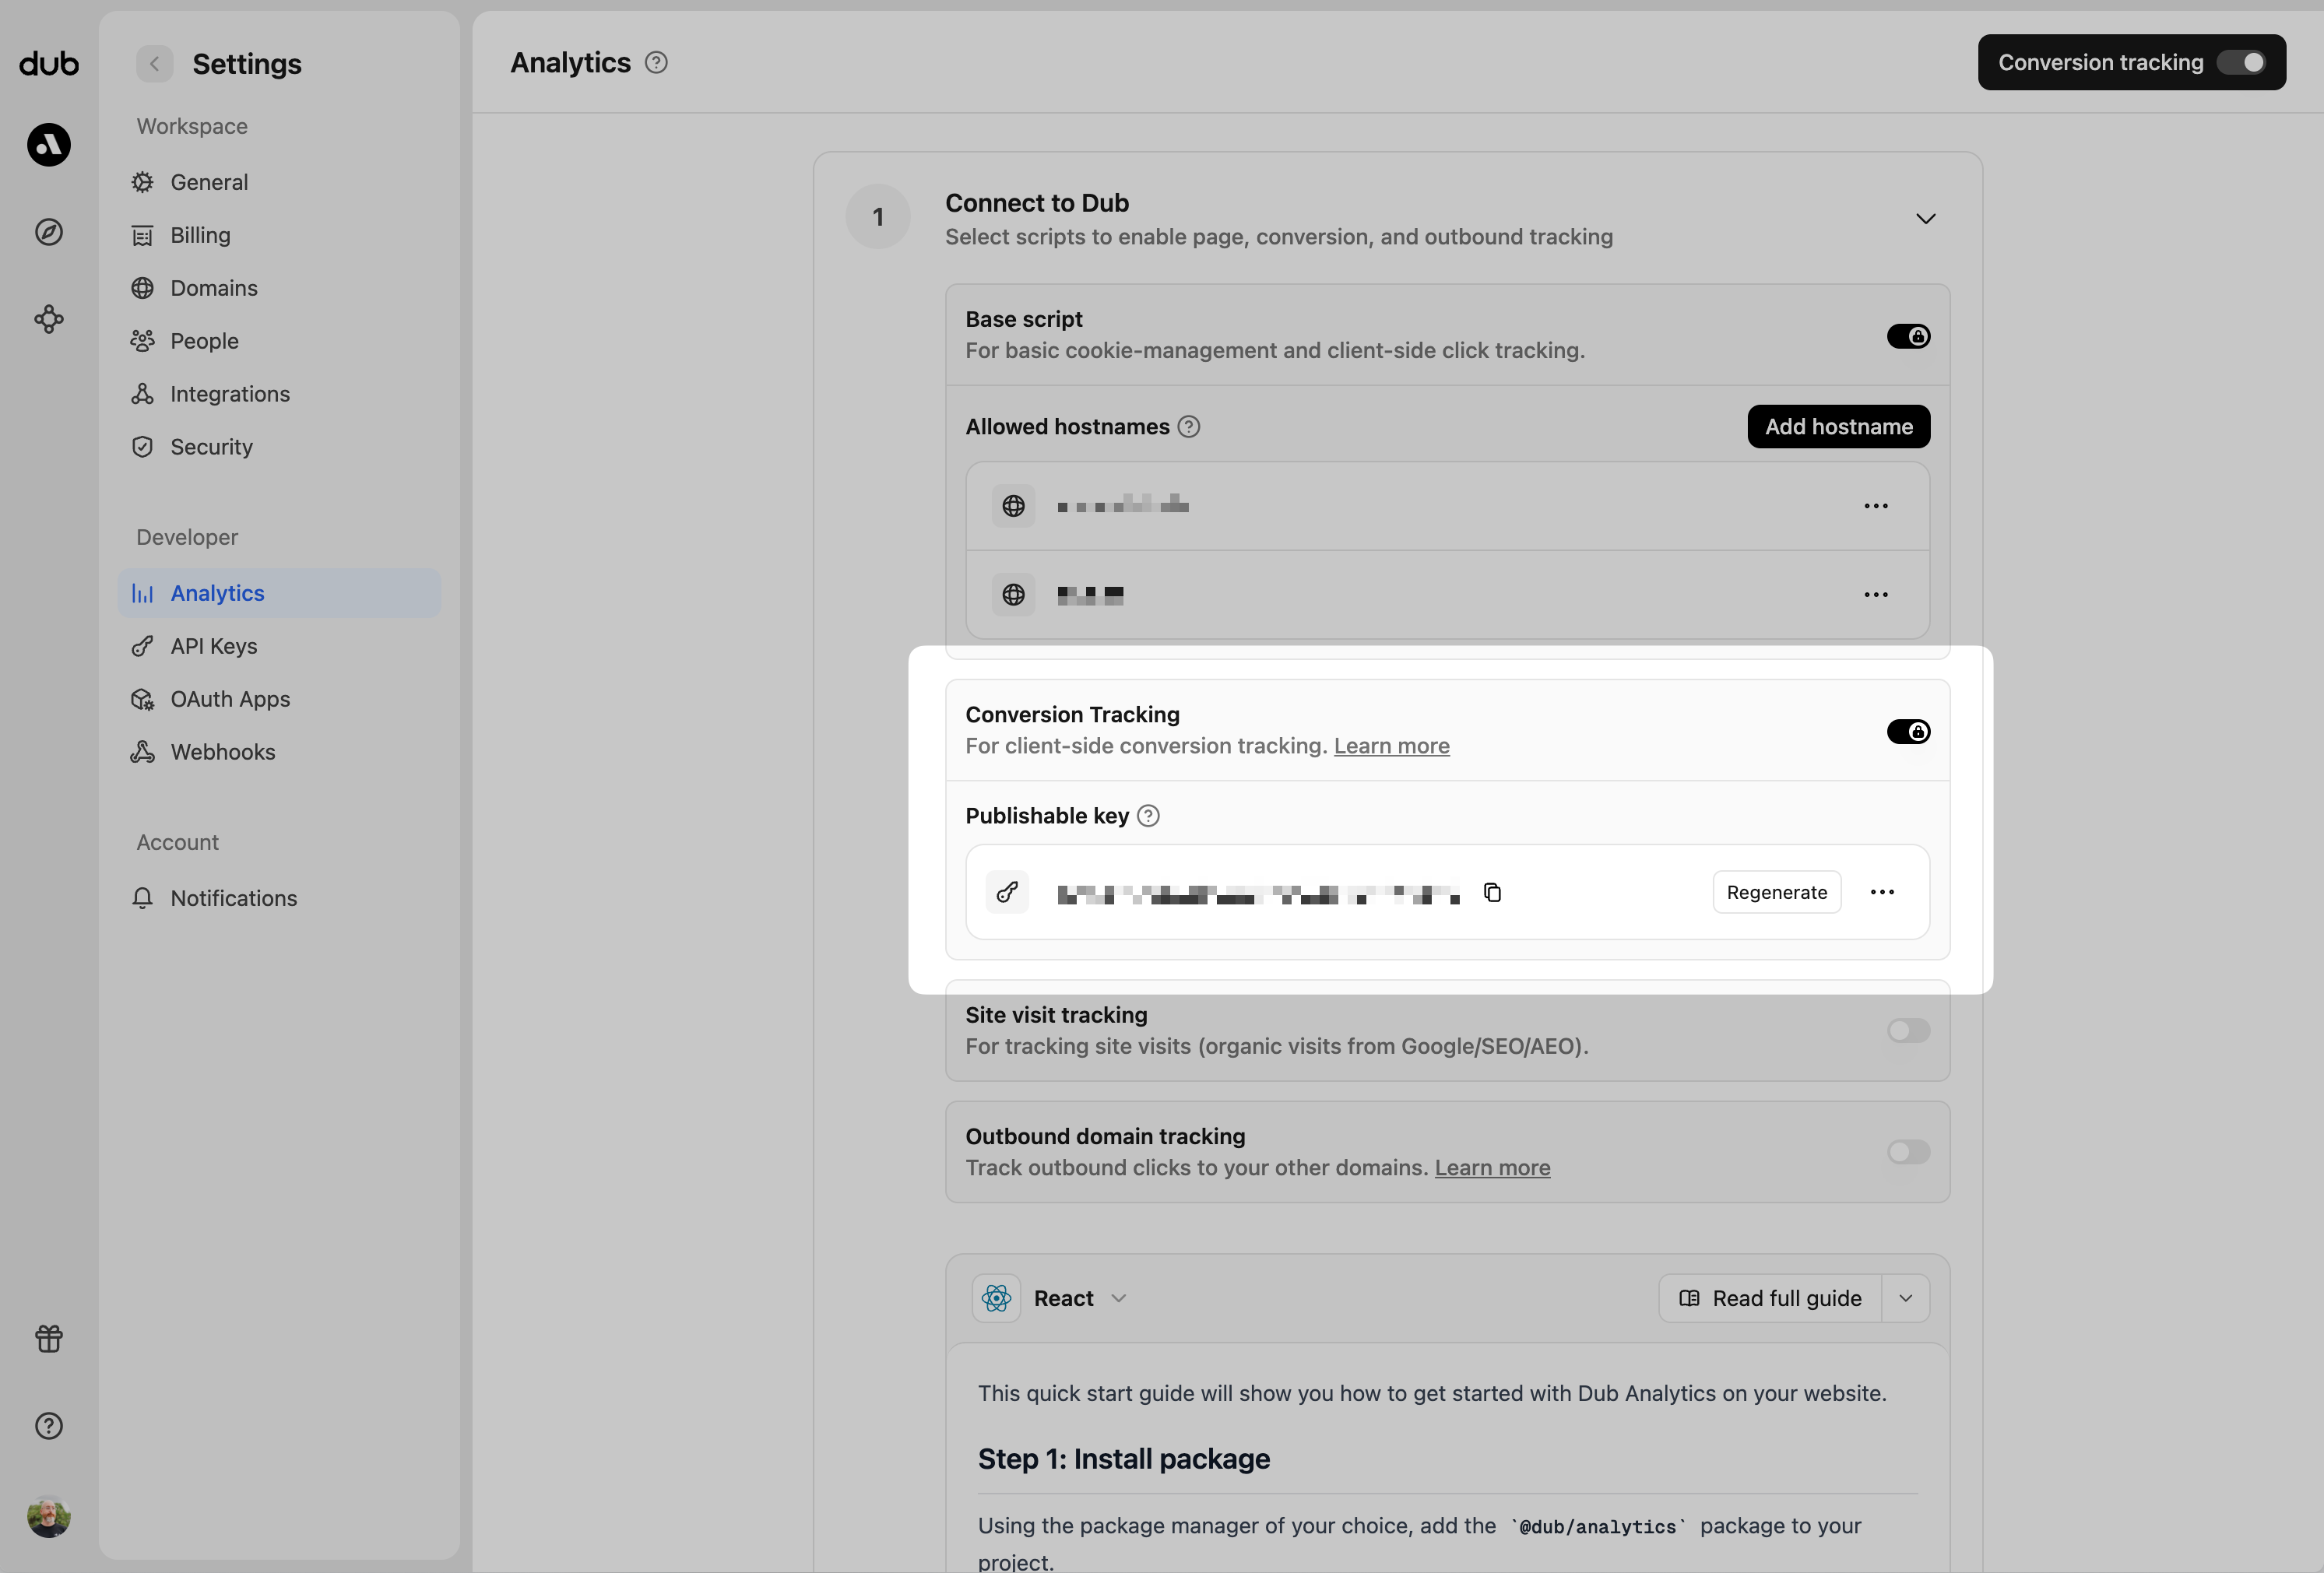 dub
Settings
Workspace
General
Billing
Domains
People
Integrations
Security
Developer
Analytics
API Keys
OAuth Apps
Webhooks
Account
Notifications
Analytics
Conversion tracking
1
Connect to Dub
Select scripts to enable page, conversion, and outbound tracking
Base script
For basic cookie-management and client-side click tracking.
Allowed hostnames
Add hostname
Conversion Tracking
For client-side conversion tracking. Learn more
Publishable key
Regenerate
Site visit tracking
For tracking site visits (organic visits from Google/SEO/AEO).
Outbound domain tracking
Track outbound clicks to your other domains. Learn more
React
Read full guide
This quick start guide will show you how to get started with Dub Analytics on your website.
Step 1: Install package
Using the package manager of your choice, add the `@dub/analytics` package to your
project.